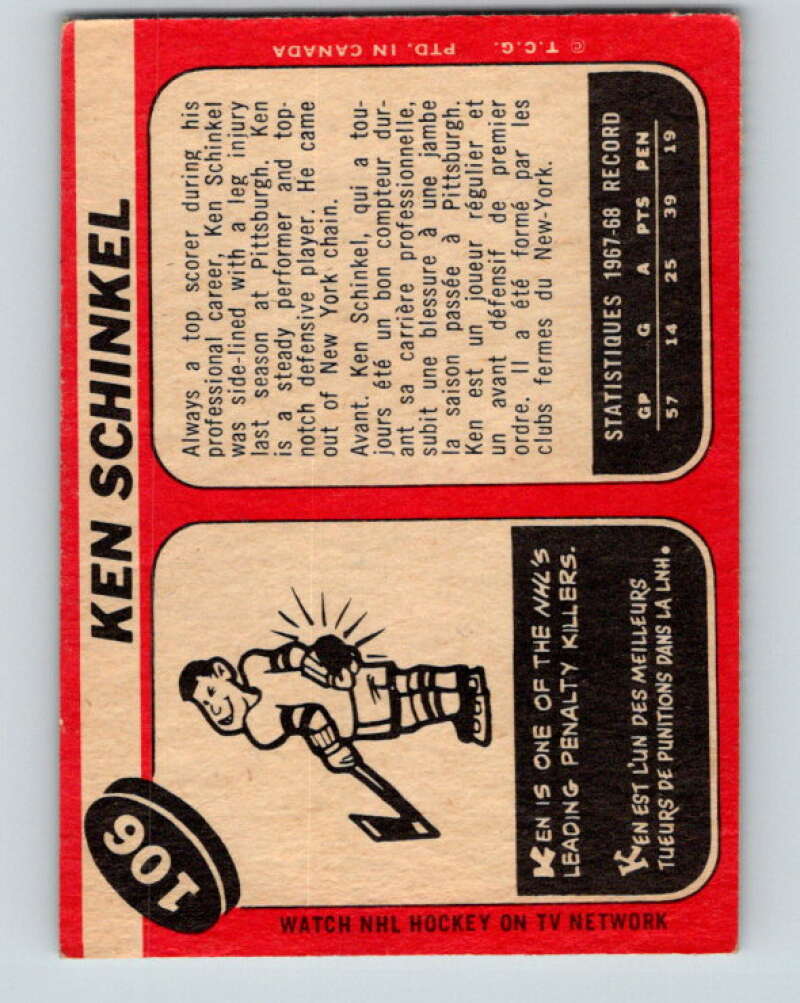 106
KEN SCHINKEL
WATCH NHL HOCKEY ON TV NETWORK
KEN IS ONE OF THE NHL'S
LEADING PENALTY KILLERS.
KEN EST L'UN DES MEILLEURS
TUEURS DE PUNITIONS DANS LA LNH.
Always a top scorer during his
professional career, Ken Schinkel
was side-lined with a leg injury
last season at Pittsburgh. Ken
is a steady performer and top-
notch defensive player. He came
out of New York chain.
Avant. Ken Schinkel, qui a tou-
jours été un bon compteur dur-
ant sa carrière professionnelle,
subit une blessure à une jambe
la saison passée à Pittsburgh.
Ken est un joueur régulier et
un avant défensif de premier
ordre. Il a été formé par les
clubs fermes du New-York.
STATISTIQUES 1967-68 RECORD
GP G A PTS PEN
57 14 25 39 19
© T.C.G. PTD. IN CANADA